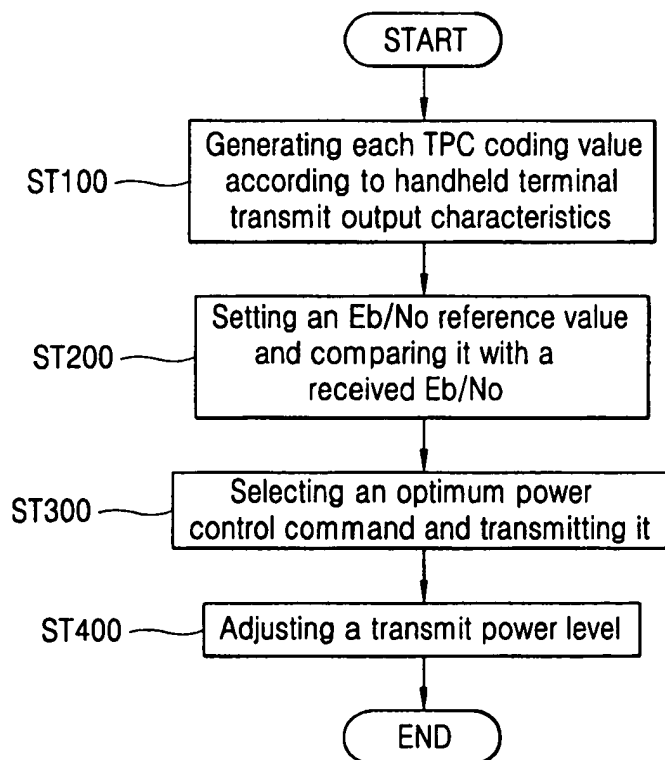 START
ST100
Generating each TPC coding value
according to handheld terminal
transmit output characteristics
ST200
Setting an Eb/No reference value
and comparing it with a
received Eb/No
ST300
Selecting an optimum power
control command and transmitting it
ST400
Adjusting a transmit power level
END